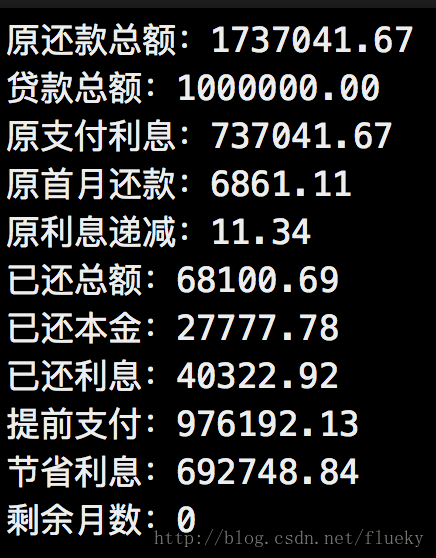 原还款总额：1737041.67
贷款总额：1000000.00
原支付利息：737041.67
原首月还款：6861.11
原利息递减：11.34
已还总额：68100.69
已还本金：27777.78
已还利息：40322.92
提前支付：976192.13
节省利息：692748.84
剩余月数：0
http://blog.csdn.net/flueky